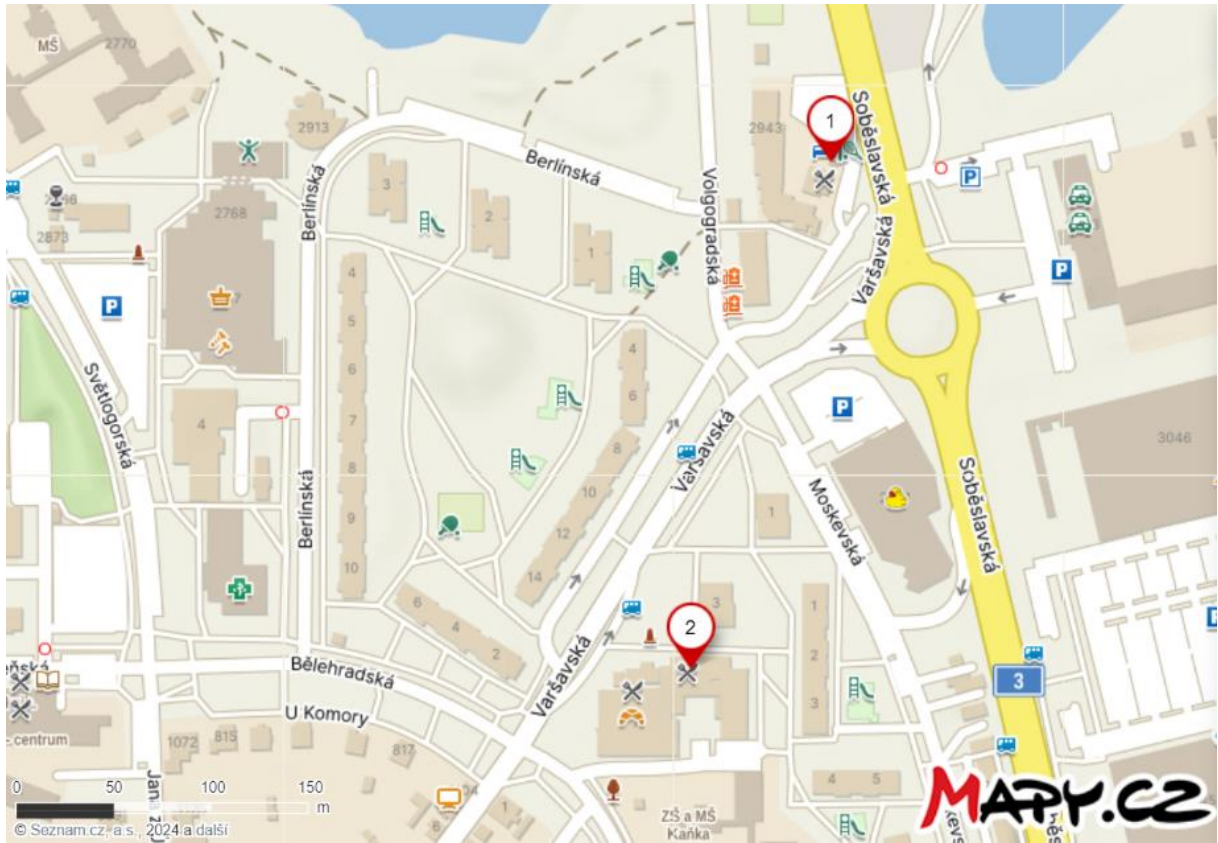 MŠ
2770
2913
2943
1
Soběslavská
Berlínská
3
Volgogradská
P
2
2768
2873
Berlínská
1
Varšavská
4
P
P
5
4
6
6
P
Světlogorská
7
4
8
3046
8
Varšavská
10
Moskevská
Soběslavská
Berlínská
9
12
1
10
14
6
3
1
2
4
2
2
3
Bělehradská
Varšavská
3
U Komory
centrum
1072
815
817
4
5
0
50
100
150
m
1
6
ZŠ a MŠ
Kaňka
MAPY.CZ
© Seznam.cz, a.s., 2024 a další